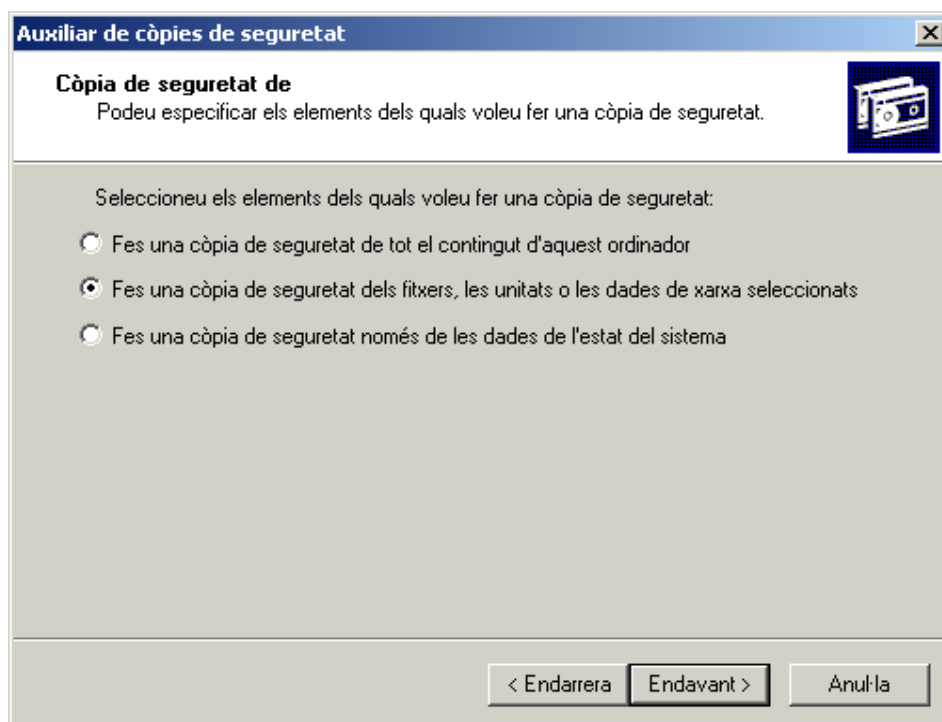 Auxiliar de còpies de seguretat
Còpia de seguretat de
Podeu especificar els elements dels quals voleu fer una còpia de seguretat.
Seleccioneu els elements dels quals voleu fer una còpia de seguretat:
Fes una còpia de seguretat de tot el contingut d'aquest ordinador
Fes una còpia de seguretat dels fitxers, les unitats o les dades de xarxa seleccionats
Fes una còpia de seguretat només de les dades de l'estat del sistema
< Endarrera Endavant > Anul·la